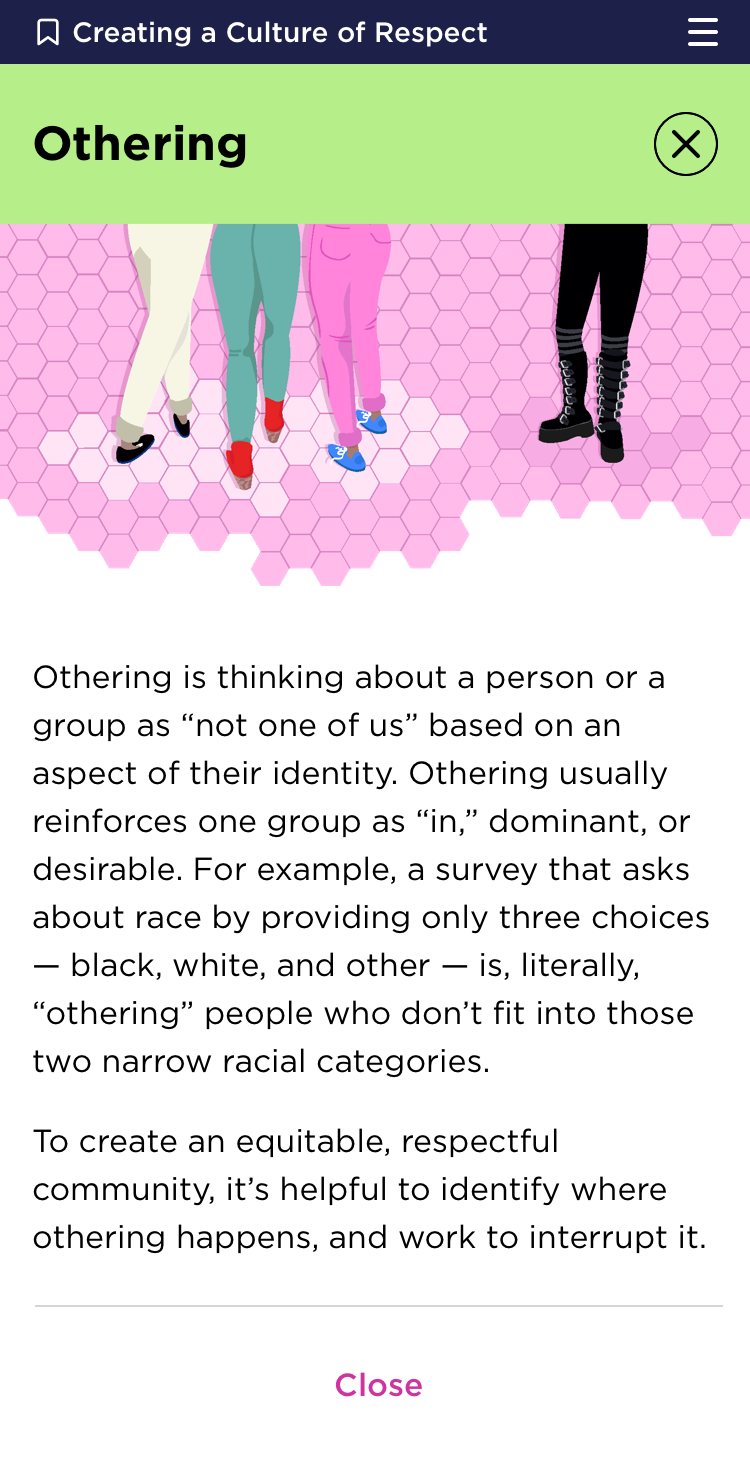 Creating a Culture of Respect
Othering
Othering is thinking about a person or a
group as “not one of us” based on an
aspect of their identity. Othering usually
reinforces one group as “in,” dominant, or
desirable. For example, a survey that asks
about race by providing only three choices
— black, white, and other — is, literally,
“othering” people who don’t fit into those
two narrow racial categories.
To create an equitable, respectful
community, it’s helpful to identify where
othering happens, and work to interrupt it.
Close